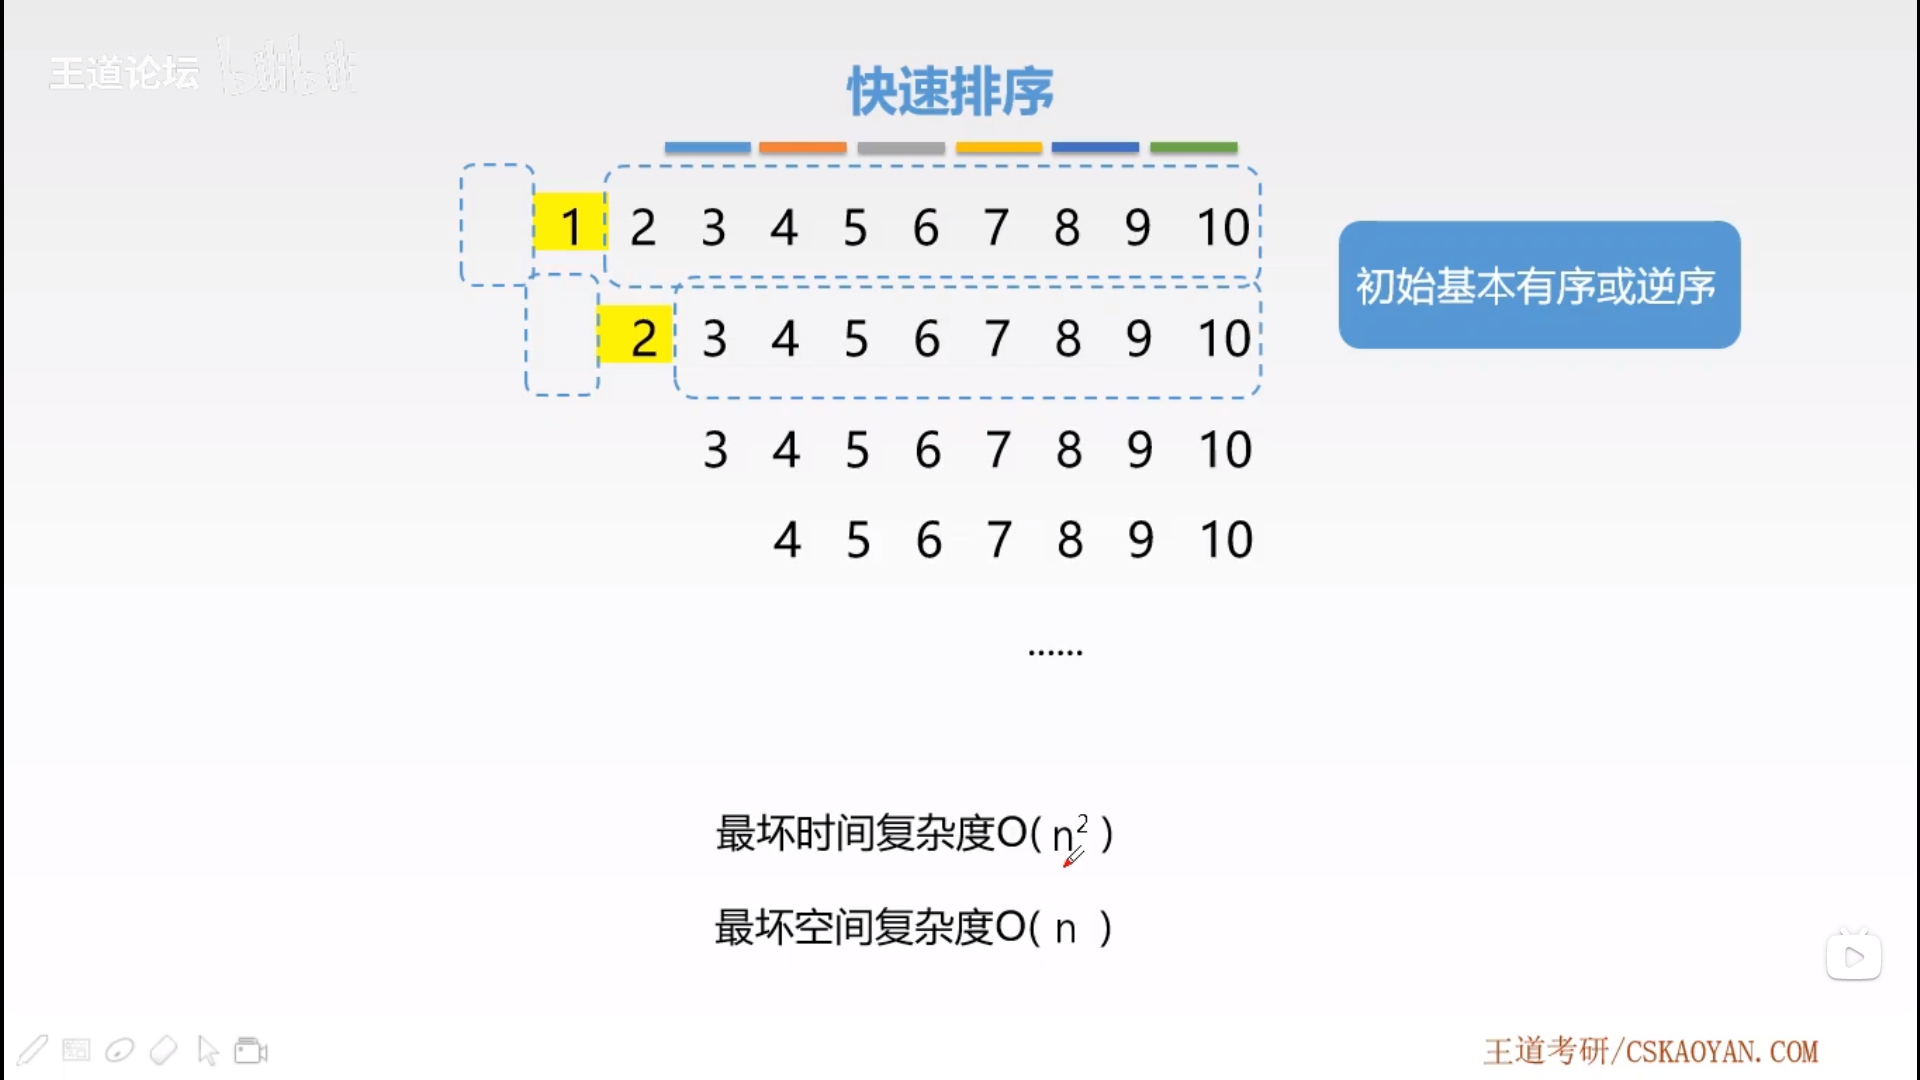 王道论坛 bilibili
快速排序
1 2 3 4 5 6 7 8 9 10
初始基本有序或逆序
2 3 4 5 6 7 8 9 10
3 4 5 6 7 8 9 10
4 5 6 7 8 9 10
......
最坏时间复杂度O( n² )
最坏空间复杂度O( n )
王道考研/CSKAOYAN.COM